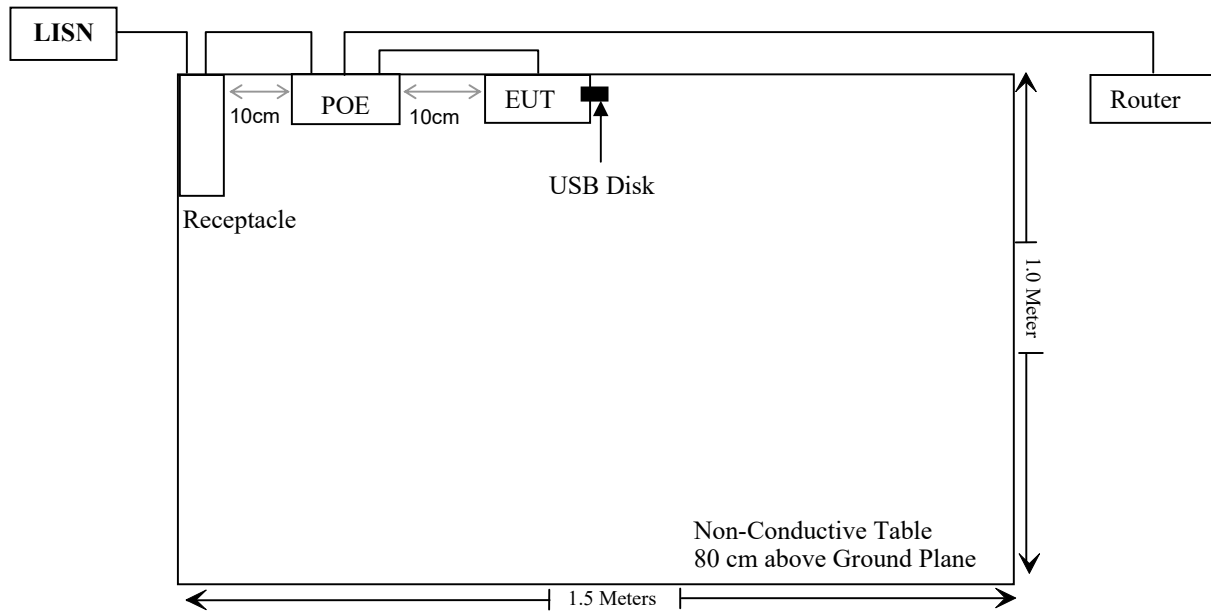 LISN
POE
EUT
Router
10cm
10cm
USB Disk
Receptacle
1.0 Meter
Non-Conductive Table
80 cm above Ground Plane
1.5 Meters